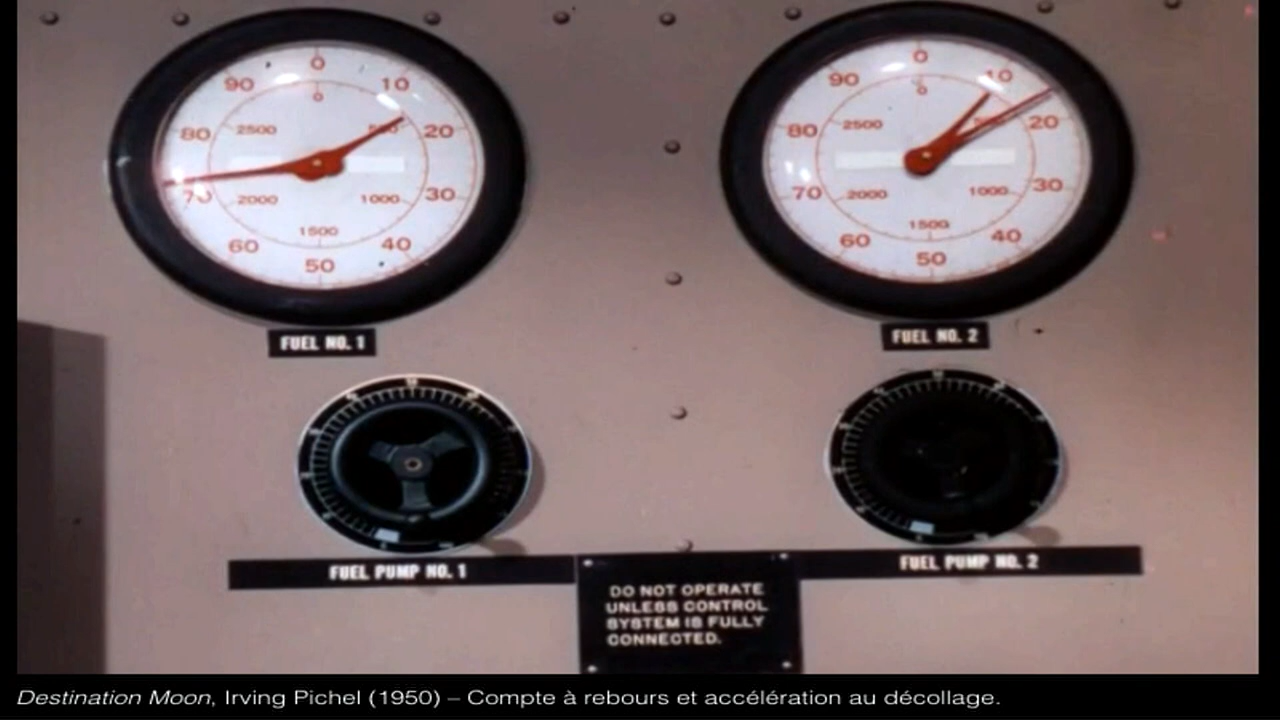 0
90 10
0
80 2500 500 20
70 2000 1000 30
1500
60 40
50
0
90 10
0
80 2500 20
70 2000 1000 30
1500
60 40
50
FUEL NO. 1
FUEL NO. 2
FUEL PUMP NO. 1
FUEL PUMP NO. 2
DO NOT OPERATE
UNLESS CONTROL
SYSTEM IS FULLY
CONNECTED.
Destination Moon, Irving Pichel (1950) – Compte à rebours et accélération au décollage.